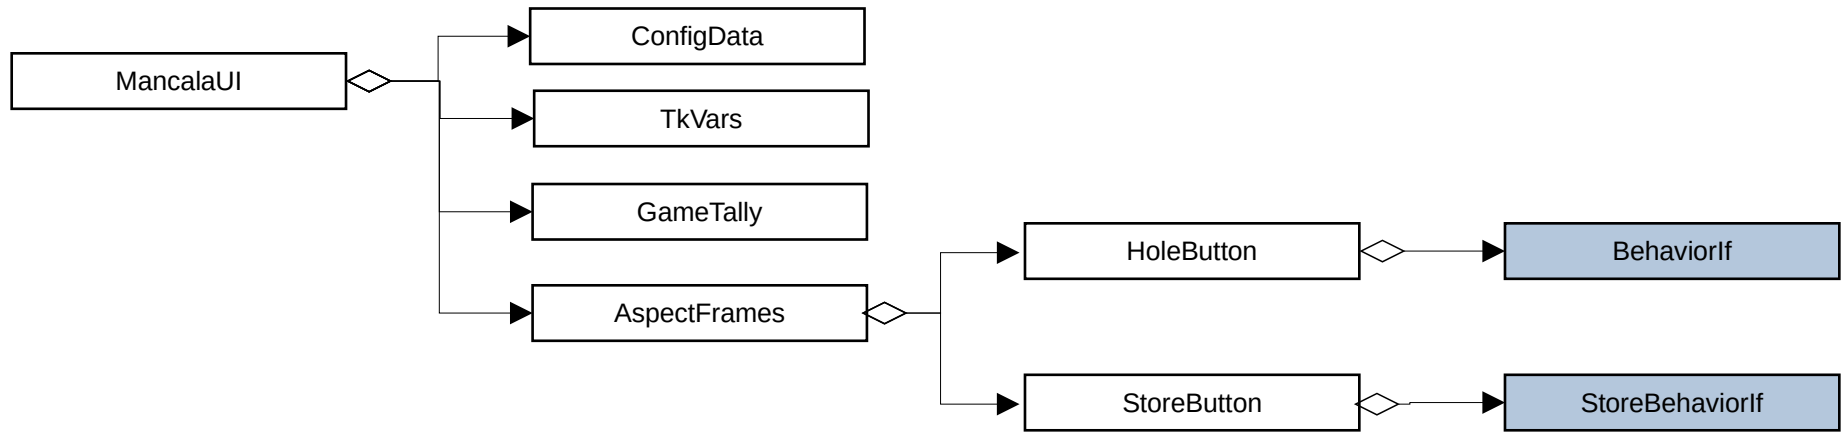 ConfigData
MancalaUI
TkVars
GameTally
HoleButton
BehaviorIf
AspectFrames
StoreButton
StoreBehaviorIf